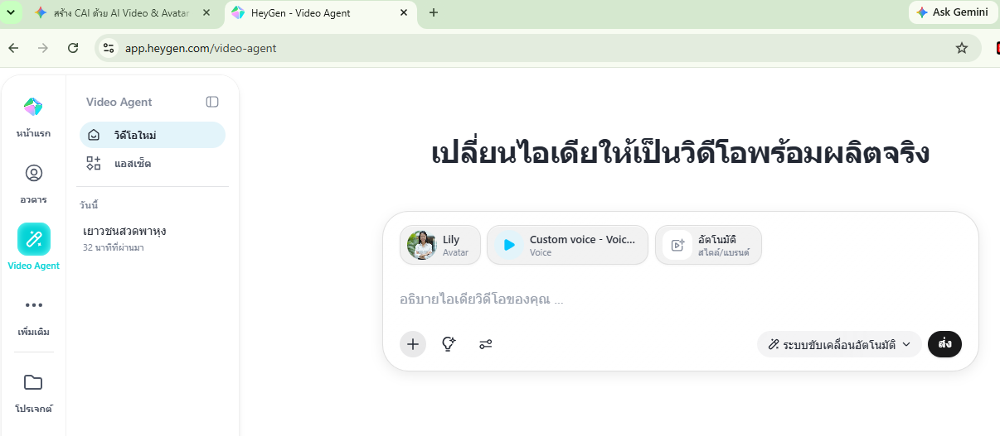 สร้าง CAI ด้วย AI Video & Avatar
HeyGen - Video Agent
Ask Gemini
app.heygen.com/video-agent
หน้าแรก
อวตาร
Video Agent
เพิ่มเติม
โปรเจกต์
Video Agent
วิดีโอใหม่
แอสเซ็ต
วันนี้
เยาวชนสวดพาหุง
32 นาทีที่ผ่านมา
เปลี่ยนไอเดียให้เป็นวิดีโอพร้อมผลิตจริง
Lily
Avatar
Custom voice - Voic...
Voice
อัตโนมัติ
สไตล์/แบรนด์
อธิบายไอเดียวิดีโอของคุณ ...
ระบบขับเคลื่อนอัตโนมัติ
ส่ง